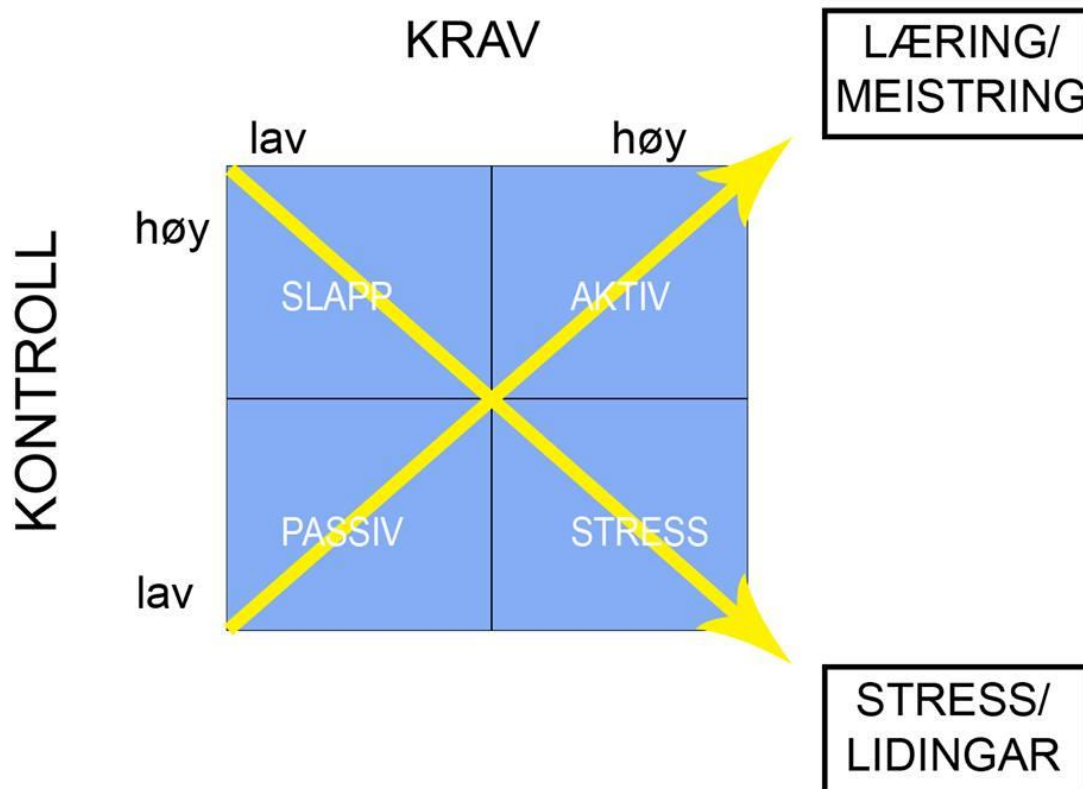 KRAV
LÆRING/
MEISTRING
lav
høy
høy
KONTROLL
SLAPP
AKTIV
PASSIV
STRESS
lav
STRESS/
LIDINGAR